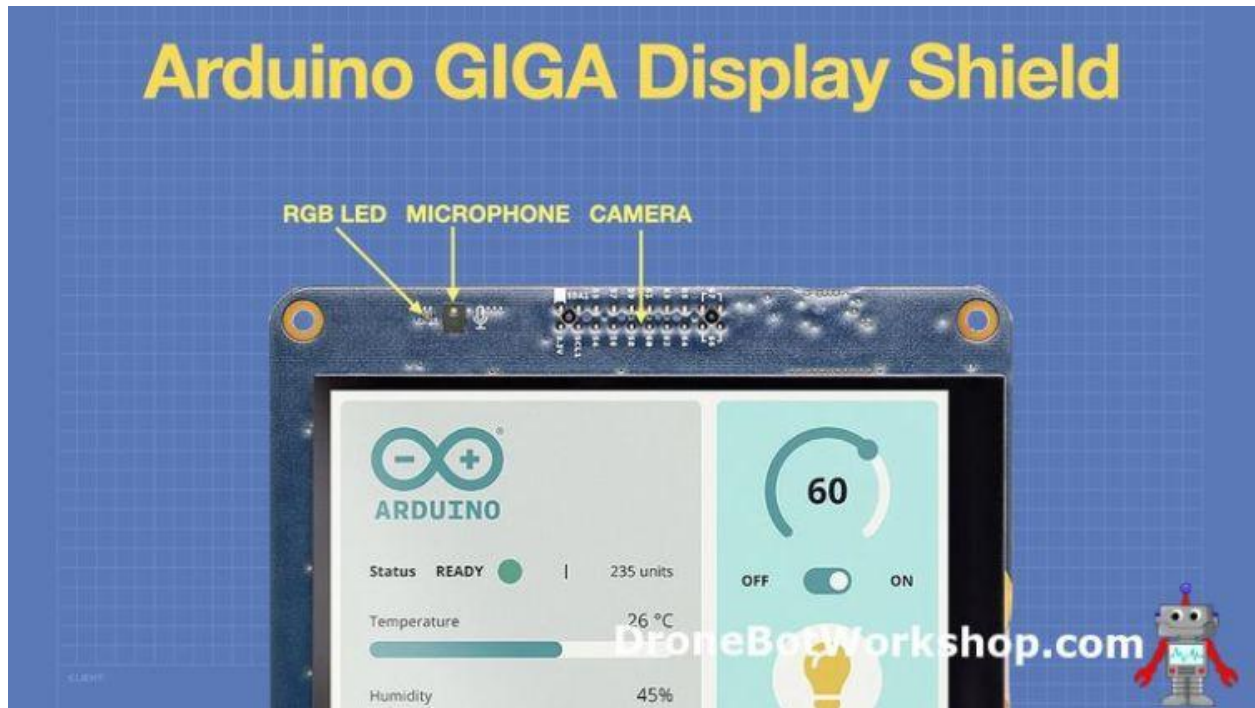 Arduino GIGA Display Shield
RGB LED MICROPHONE CAMERA
ARDUINO
60
Status READY | 235 units
OFF ON
Temperature 26 °C
DroneBotWorkshop.com
Humidity 45%